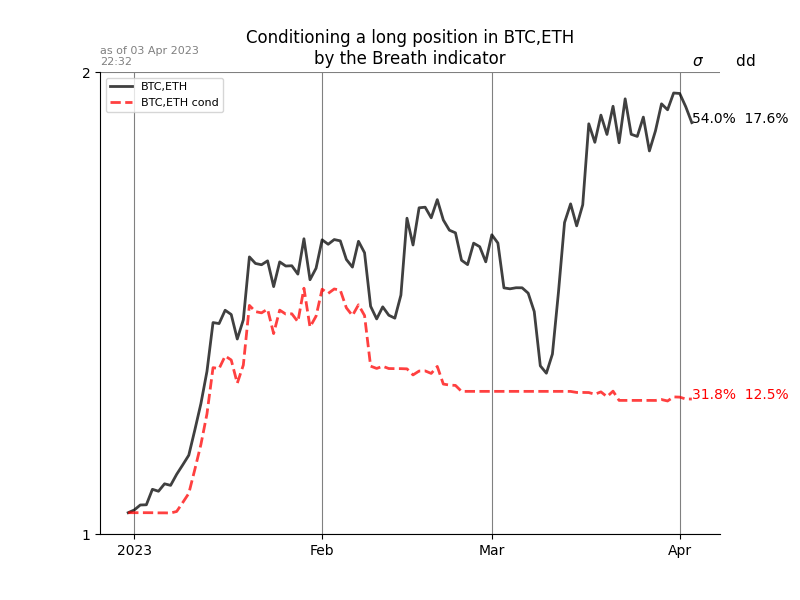 Conditioning a long position in BTC,ETH
by the Breath indicator
as of 03 Apr 2023
22:32
σ dd
2
BTC,ETH
BTC,ETH cond
54.0% 17.6%
31.8% 12.5%
1
2023 Feb Mar Apr